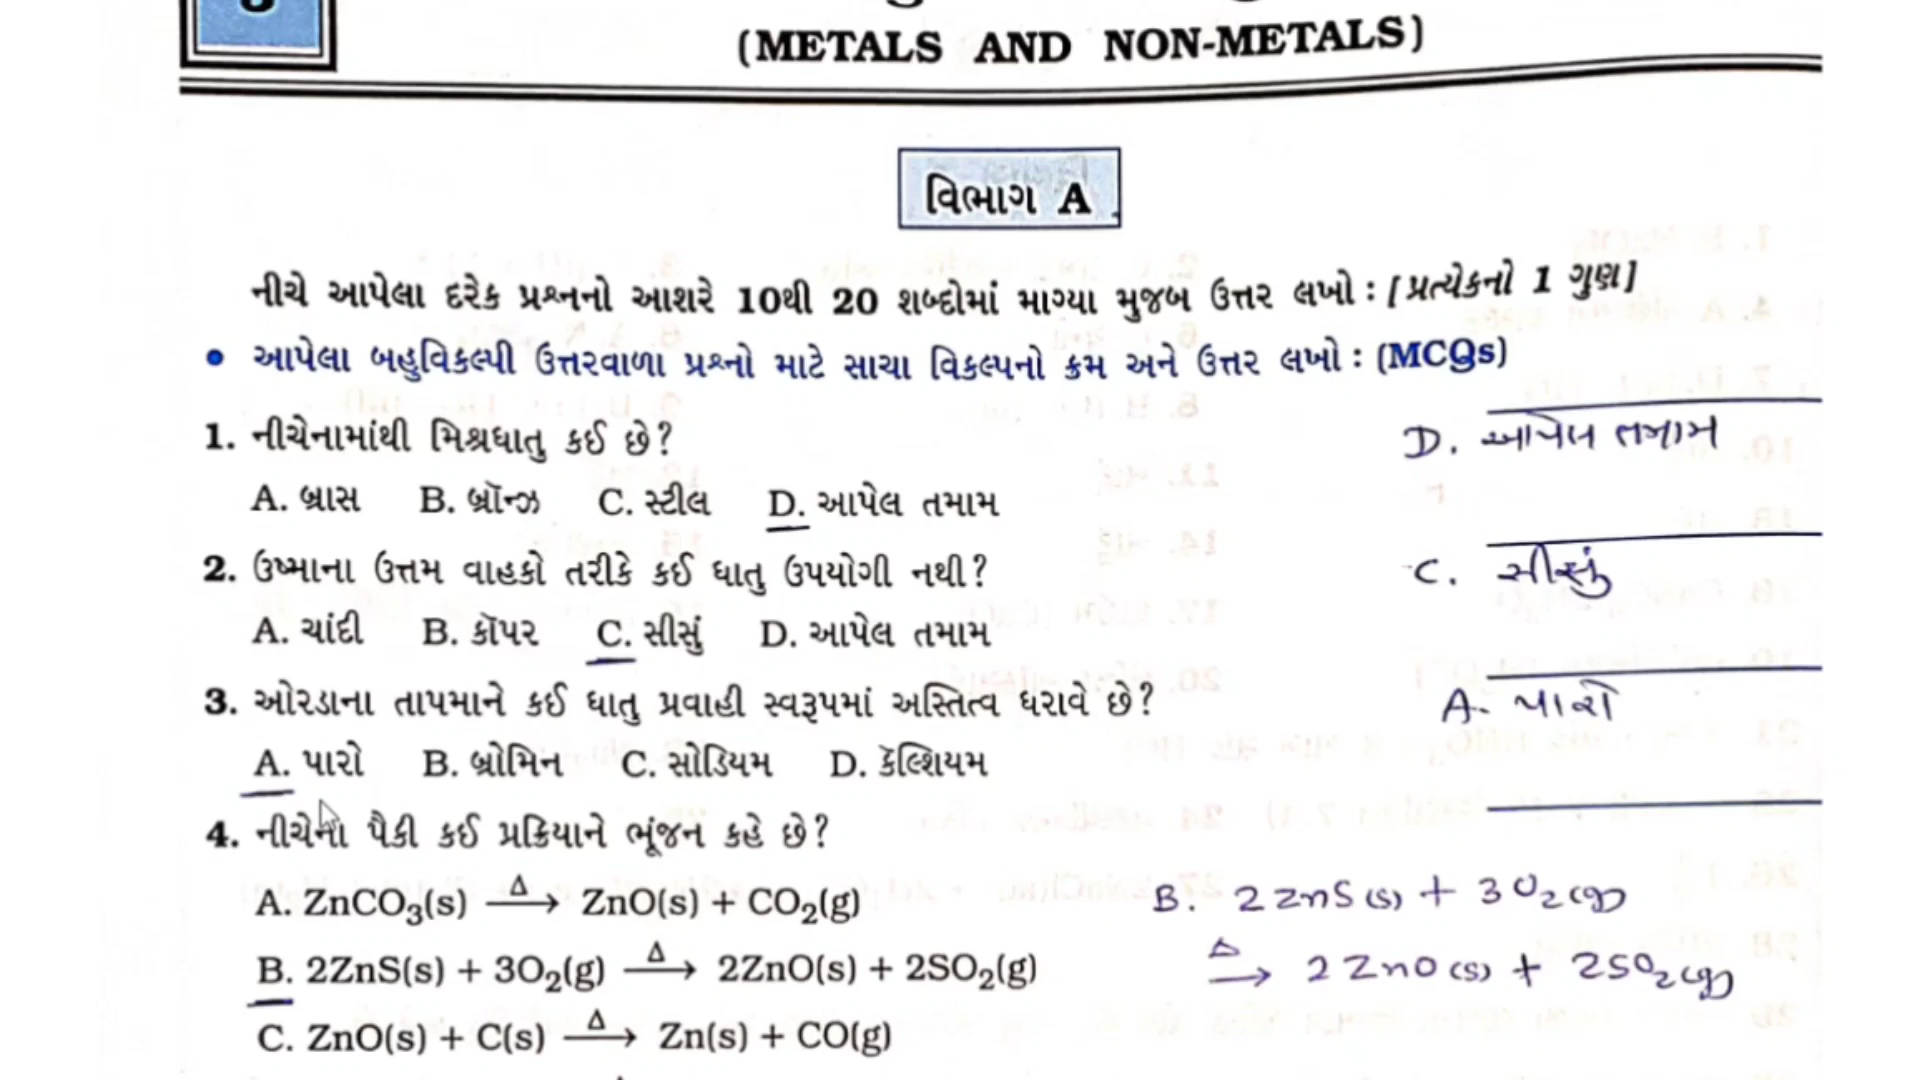 (METALS AND NON-METALS)
વિભાગ A
નીચે આપેલા દરેક પ્રશ્નનો આશરે 10થી 20 શબ્દોમાં માગ્યા મુજબ ઉત્તર લખો : [પ્રત્યેકનો 1 ગુણ]
• આપેલા બહુવિકલ્પી ઉત્તરવાળા પ્રશ્નો માટે સાચા વિકલ્પનો ક્રમ અને ઉત્તર લખો : (MCQs)
1. નીચેનામાંથી મિશ્રધાતુ કઈ છે?
D. આપેલ તમામ
A. બ્રાસ B. બ્રૉન્ઝ C. સ્ટીલ D. આપેલ તમામ
2. ઉષ્માના ઉત્તમ વાહકો તરીકે કઈ ધાતુ ઉપયોગી નથી?
C. સીસું
A. ચાંદી B. કૉપર C. સીસું D. આપેલ તમામ
3. ઓરડાના તાપમાને કઈ ધાતુ પ્રવાહી સ્વરૂપમાં અસ્તિત્વ ધરાવે છે?
A. પારો
A. પારો B. બ્રોમિન C. સોડિયમ D. કૅલ્શિયમ
4. નીચેના પૈકી કઈ પ્રક્રિયાને ભૂંજન કહે છે?
A. ZnCO₃(s) —Δ→ ZnO(s) + CO₂(g)
B. 2ZnS(s) + 3O₂(g)
B. 2ZnS(s) + 3O₂(g) —Δ→ 2ZnO(s) + 2SO₂(g)
—Δ→ 2ZnO(s) + 2SO₂(g)
C. ZnO(s) + C(s) —Δ→ Zn(s) + CO(g)